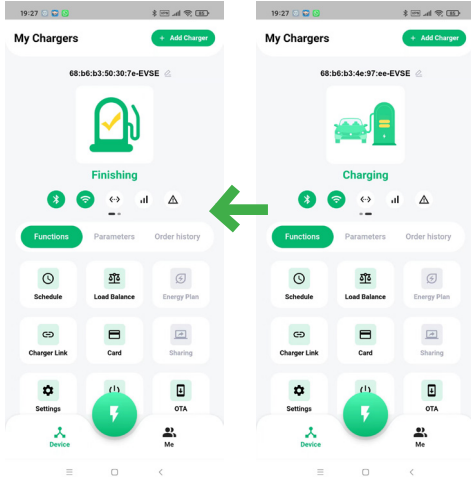 19:27
My Chargers
+ Add Charger
68:b6:b3:50:30:7e-EVSE
Finishing
Functions Parameters Order history
Schedule Load Balance Energy Plan
Charger Link Card Sharing
Settings OTA
Device Me
19:27
My Chargers
+ Add Charger
68:b6:b3:4e:97:ee-EVSE
Charging
Functions Parameters Order history
Schedule Load Balance Energy Plan
Charger Link Card Sharing
Settings OTA
Device Me